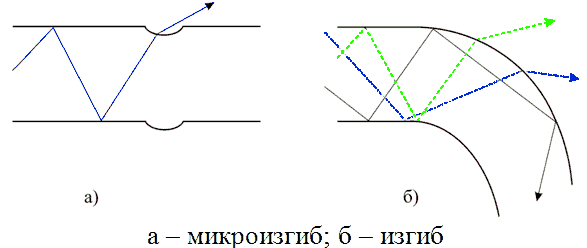 а) б)
а – микроизгиб; б – изгиб